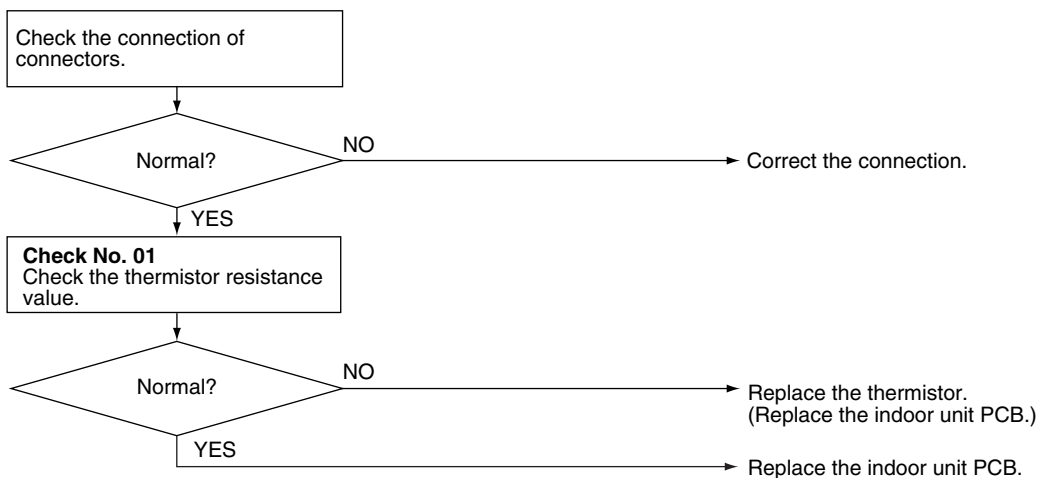 Check the connection of
connectors.
Normal?
NO
Correct the connection.
YES
Check No. 01
Check the thermistor resistance
value.
Normal?
NO
Replace the thermistor.
(Replace the indoor unit PCB.)
YES
Replace the indoor unit PCB.